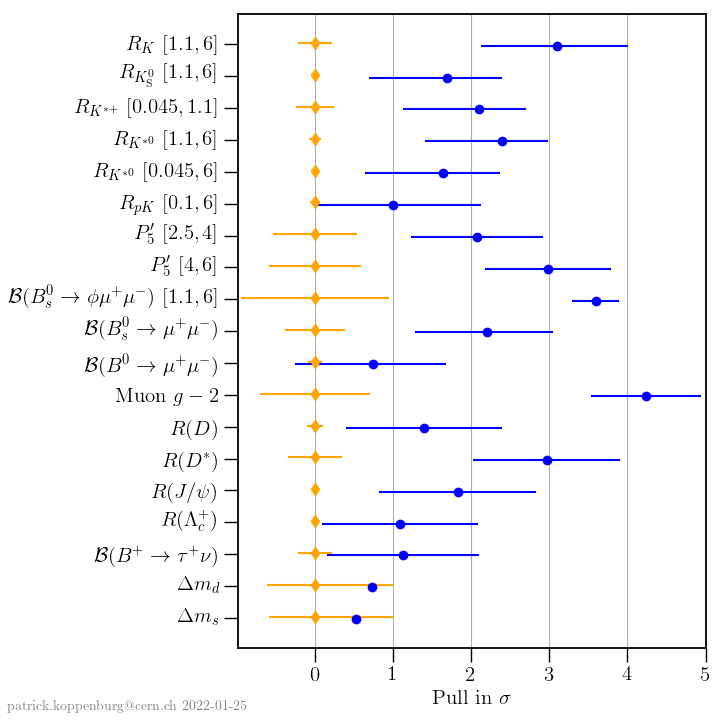 R_K [1.1, 6]
R_{K_S^0} [1.1, 6]
R_{K^{*+}} [0.045, 1.1]
R_{K^{*0}} [1.1, 6]
R_{K^{*0}} [0.045, 6]
R_{pK} [0.1, 6]
P_5′ [2.5, 4]
P_5′ [4, 6]
ℬ(B_s^0 → ϕμ⁺μ⁻) [1.1, 6]
ℬ(B_s^0 → μ⁺μ⁻)
ℬ(B⁰ → μ⁺μ⁻)
Muon g − 2
R(D)
R(D*)
R(J/ψ)
R(Λ_c^+)
ℬ(B⁺ → τ⁺ν)
Δm_d
Δm_s
0 1 2 3 4 5
Pull in σ
patrick.koppenburg@cern.ch 2022-01-25